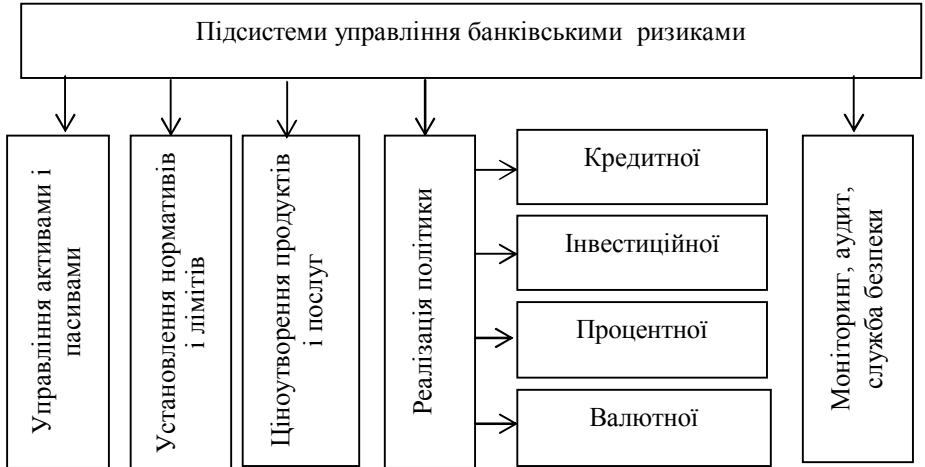 Підсистеми управління банківськими ризиками
Управління активами і
пасивами
Установлення нормативів
і лімітів
Ціноутворення продуктів
і послуг
Реалізація політики
Кредитної
Інвестиційної
Процентної
Валютної
Моніторинг, аудит,
служба безпеки